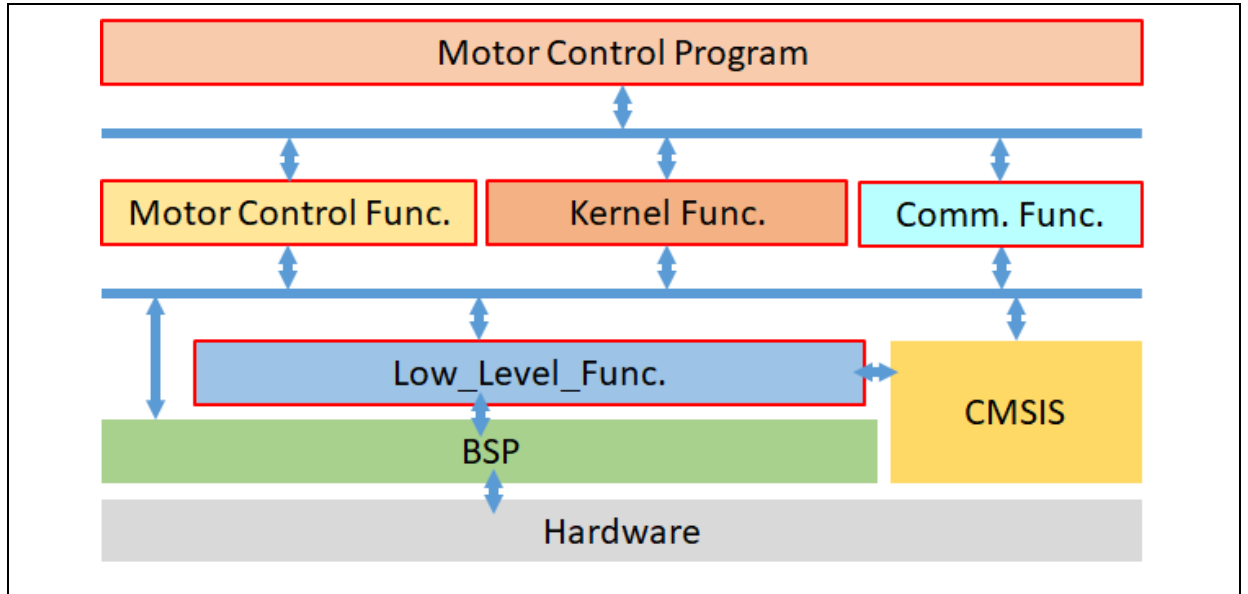 Motor Control Program
Motor Control Func.
Kernel Func.
Comm. Func.
Low_Level_Func.
CMSIS
BSP
Hardware